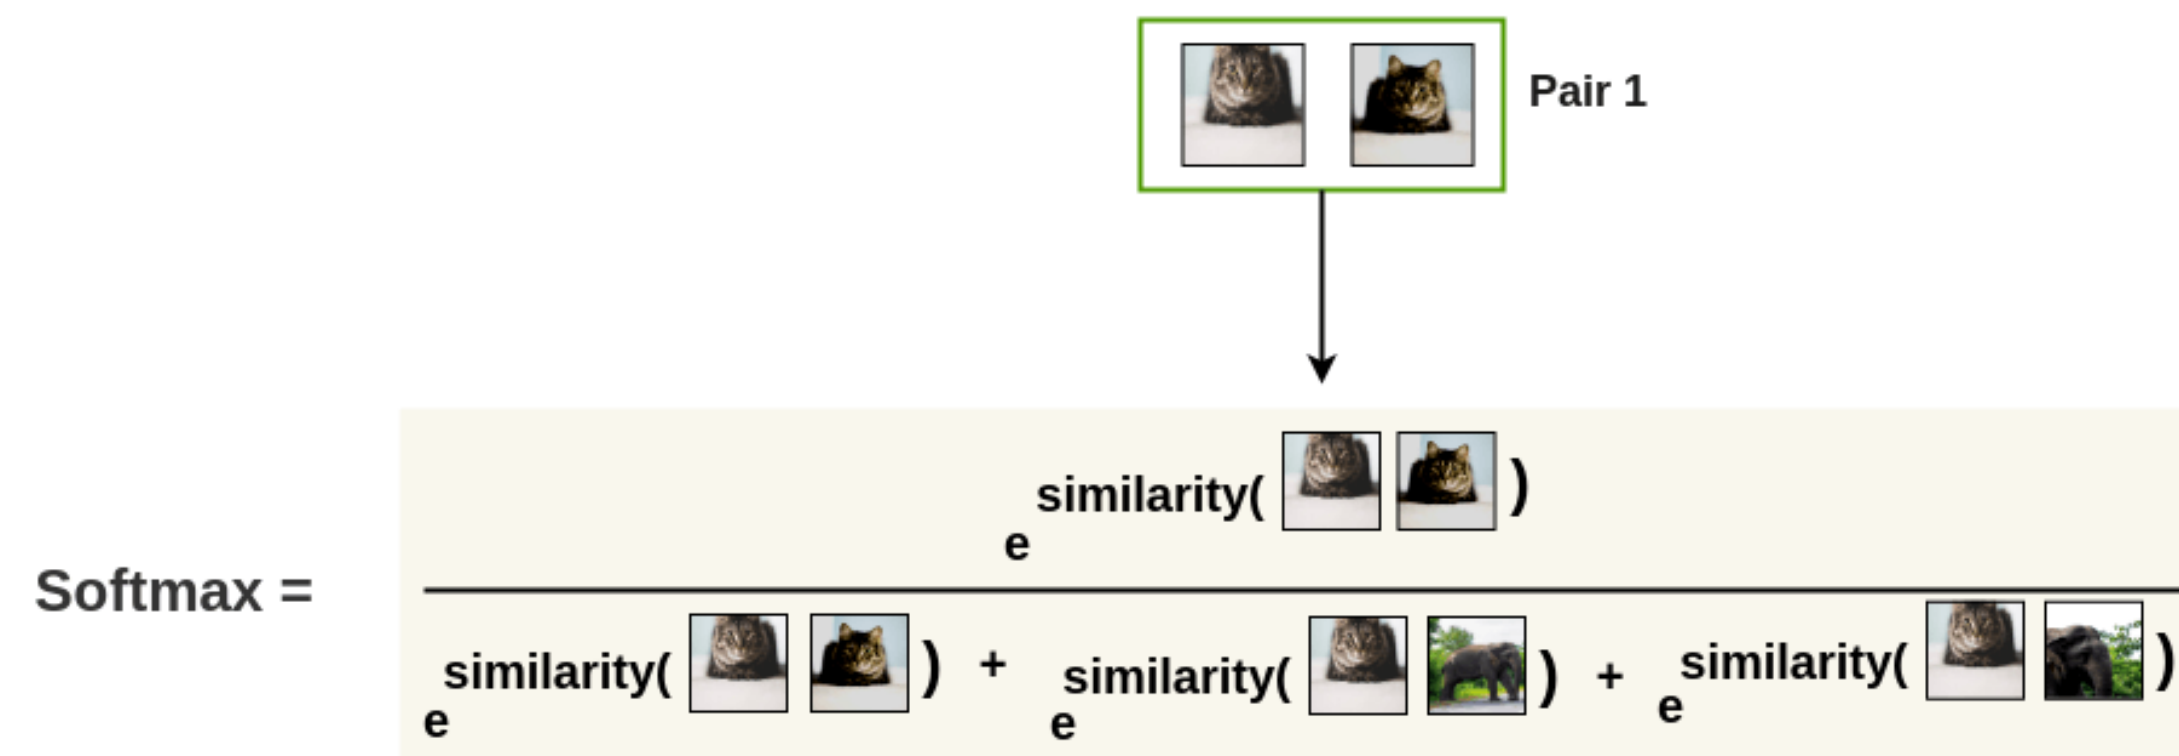 Pair 1
similarity( )
e
Softmax =
similarity( ) + similarity( ) + similarity( )
e e e